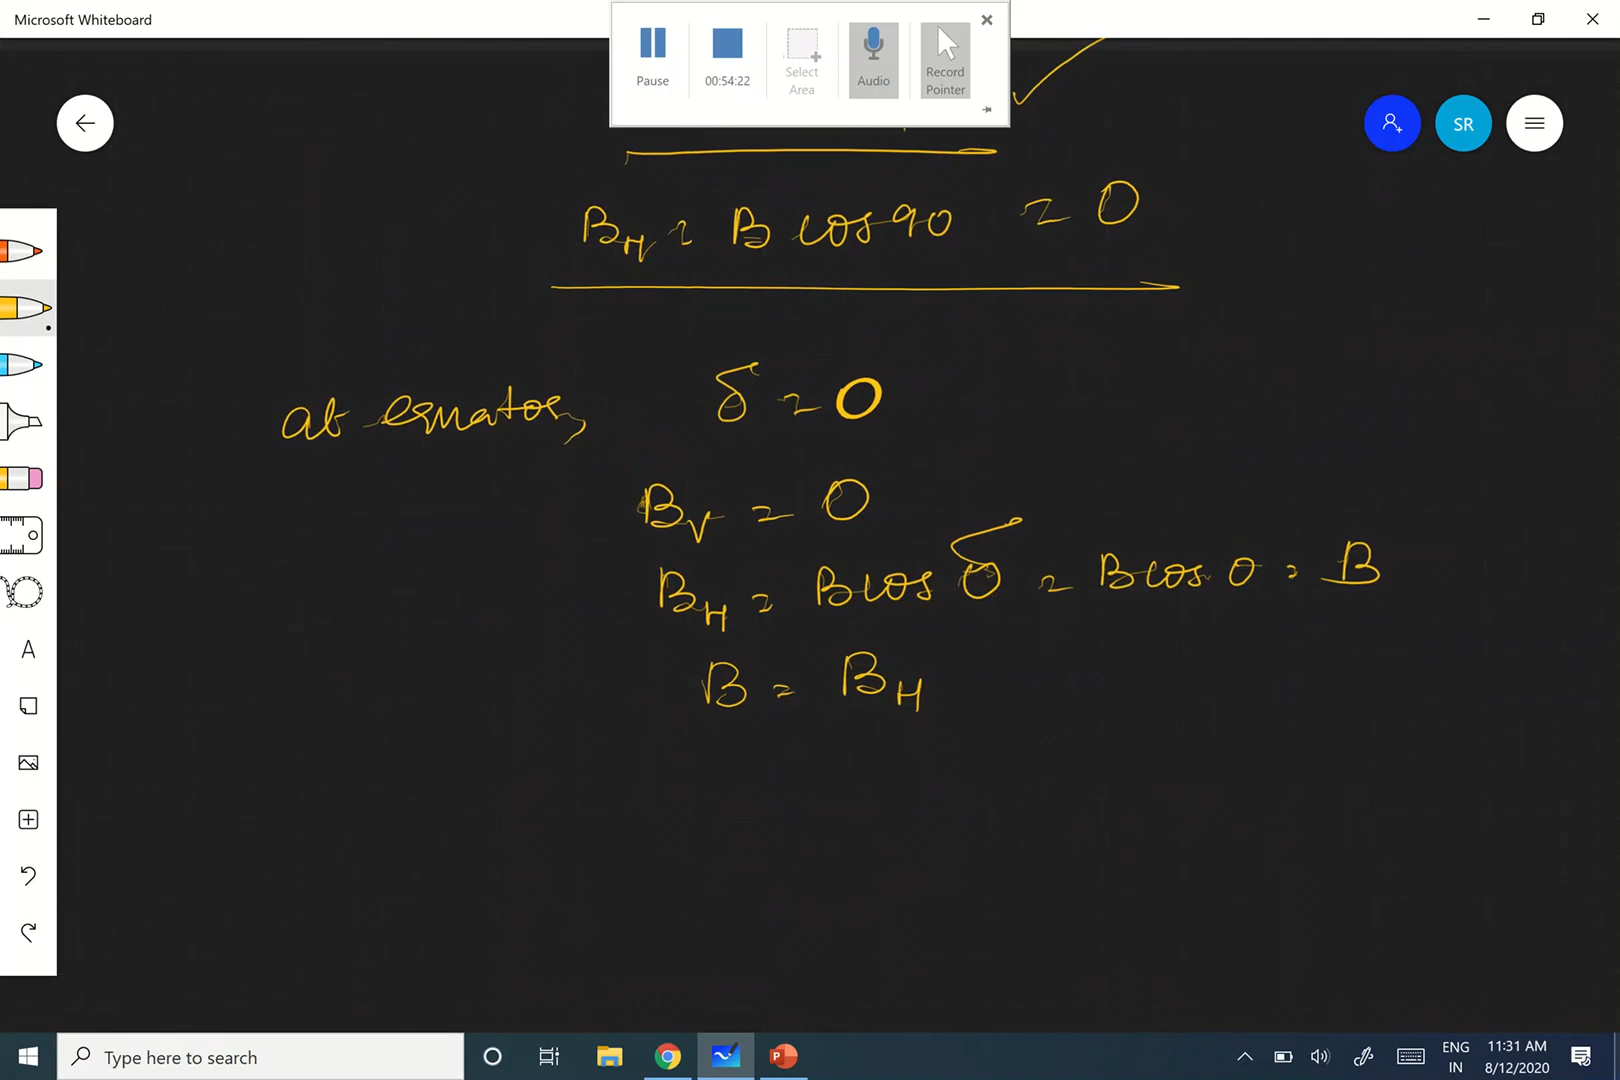 Microsoft Whiteboard
Pause
00:54:22
Select Area
Audio
Record Pointer
SR
B_H = B cos 90 = 0
at equator, δ = 0
B_V = 0
B_H = B cos δ = B cos 0 = B
B = B_H
A
Type here to search
ENG IN
11:31 AM
8/12/2020